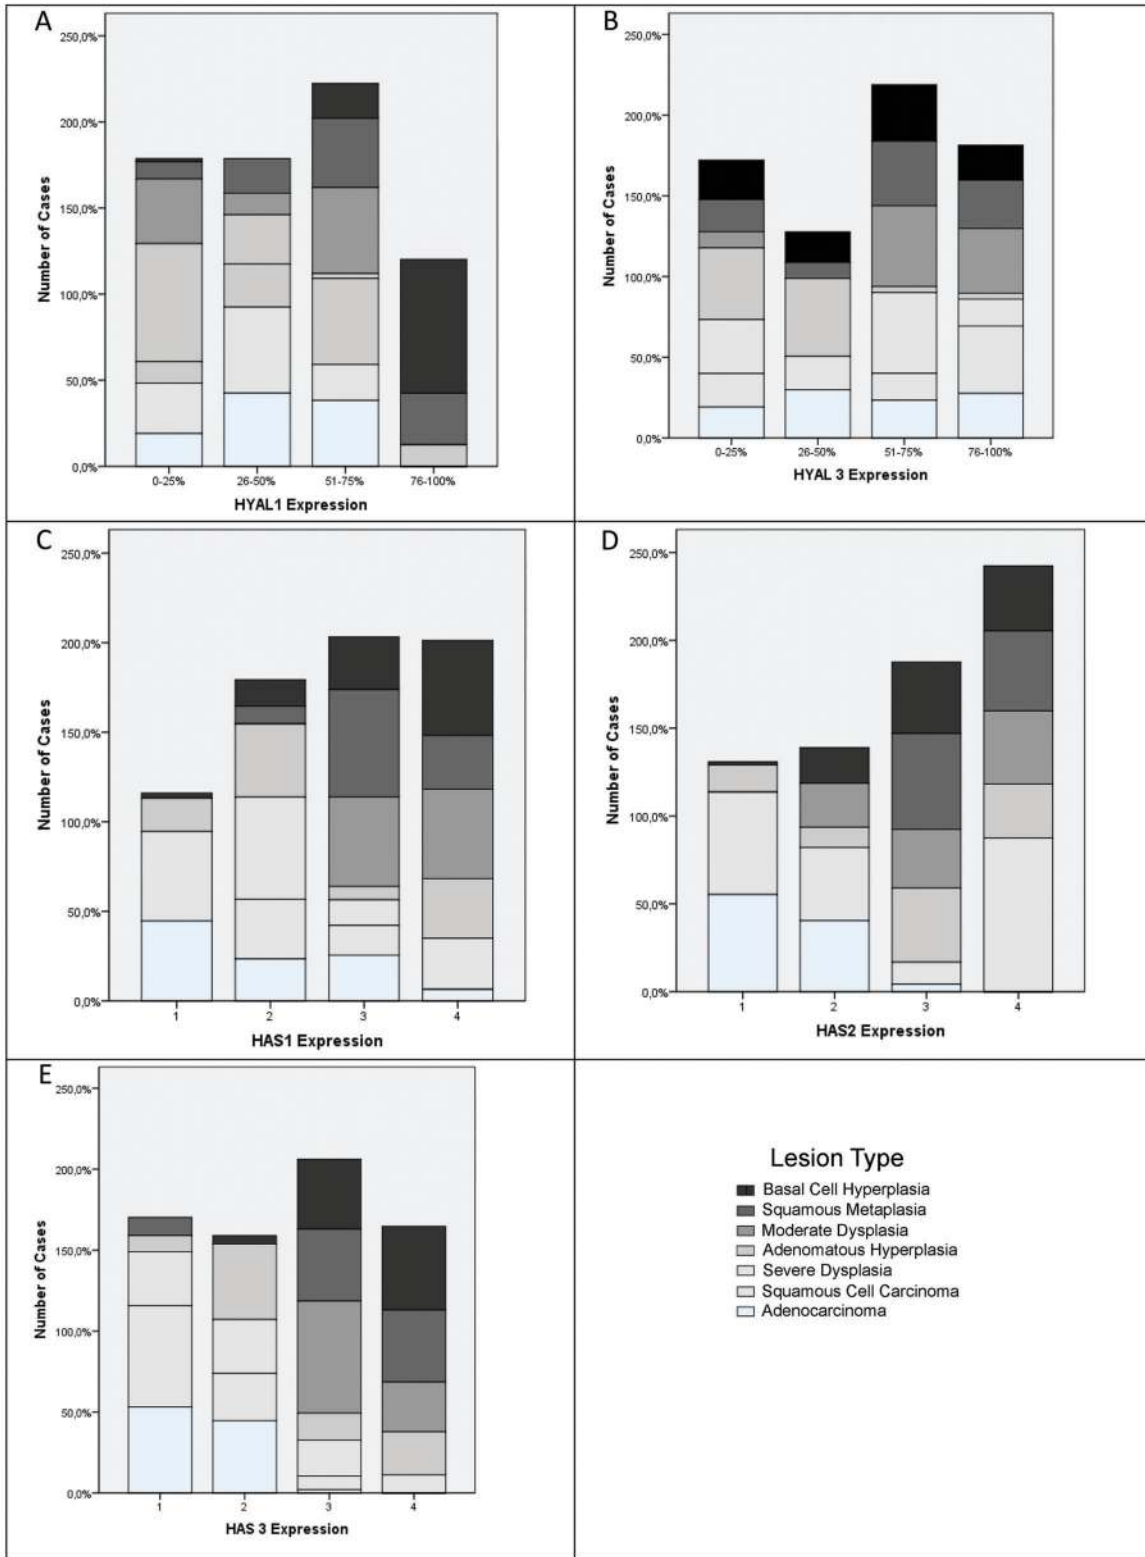 A
250,0%
200,0%
150,0%
100,0%
50,0%
0,0%
Number of Cases
0-25% 26-50% 51-75% 76-100%
HYAL1 Expression
B
250,0%
200,0%
150,0%
100,0%
50,0%
0,0%
Number of Cases
0-25% 26-50% 51-75% 76-100%
HYAL 3 Expression
C
250,0%
200,0%
150,0%
100,0%
50,0%
0,0%
Number of Cases
1 2 3 4
HAS1 Expression
D
250,0%
200,0%
150,0%
100,0%
50,0%
0,0%
Number of Cases
1 2 3 4
HAS2 Expression
E
250,0%
200,0%
150,0%
100,0%
50,0%
0,0%
Number of Cases
1 2 3 4
HAS 3 Expression
Lesion Type
Basal Cell Hyperplasia
Squamous Metaplasia
Moderate Dysplasia
Adenomatous Hyperplasia
Severe Dysplasia
Squamous Cell Carcinoma
Adenocarcinoma